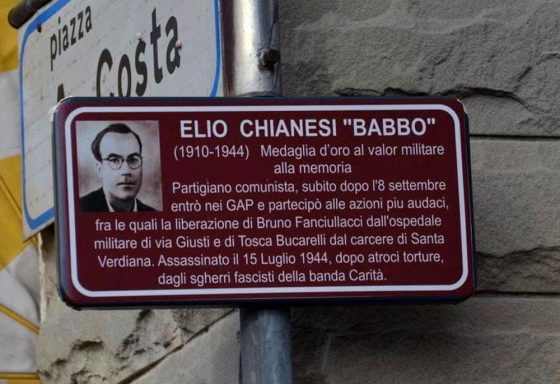 piazza
Costa
ELIO CHIANESI "BABBO"
(1910-1944) Medaglia d'oro al valor militare
alla memoria
Partigiano comunista, subito dopo l'8 settembre
entrò nei GAP e partecipò alle azioni piu audaci,
fra le quali la liberazione di Bruno Fanciullacci dall'ospedale
militare di via Giusti e di Tosca Bucarelli dal carcere di Santa
Verdiana. Assassinato il 15 Luglio 1944, dopo atroci torture,
dagli sgherri fascisti della banda Carità.